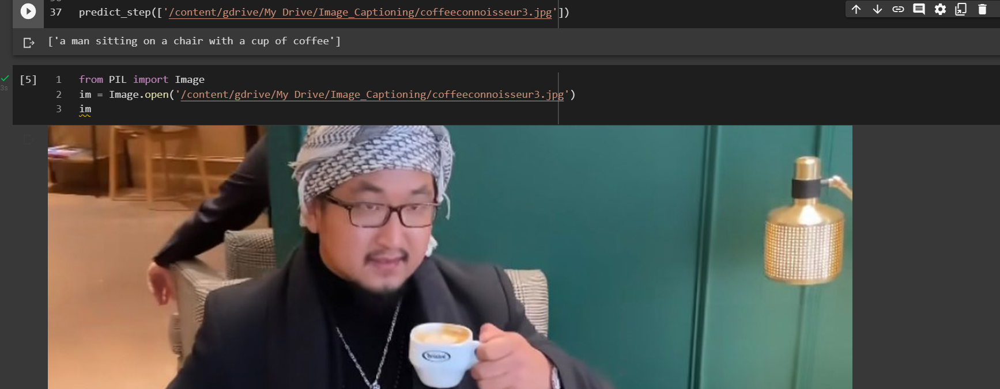 37 predict_step(['/content/gdrive/My Drive/Image_Captioning/coffeeconnoisseur3.jpg'])
['a man sitting on a chair with a cup of coffee']
[5] 1 from PIL import Image
3s 2 im = Image.open('/content/gdrive/My Drive/Image_Captioning/coffeeconnoisseur3.jpg')
3 im